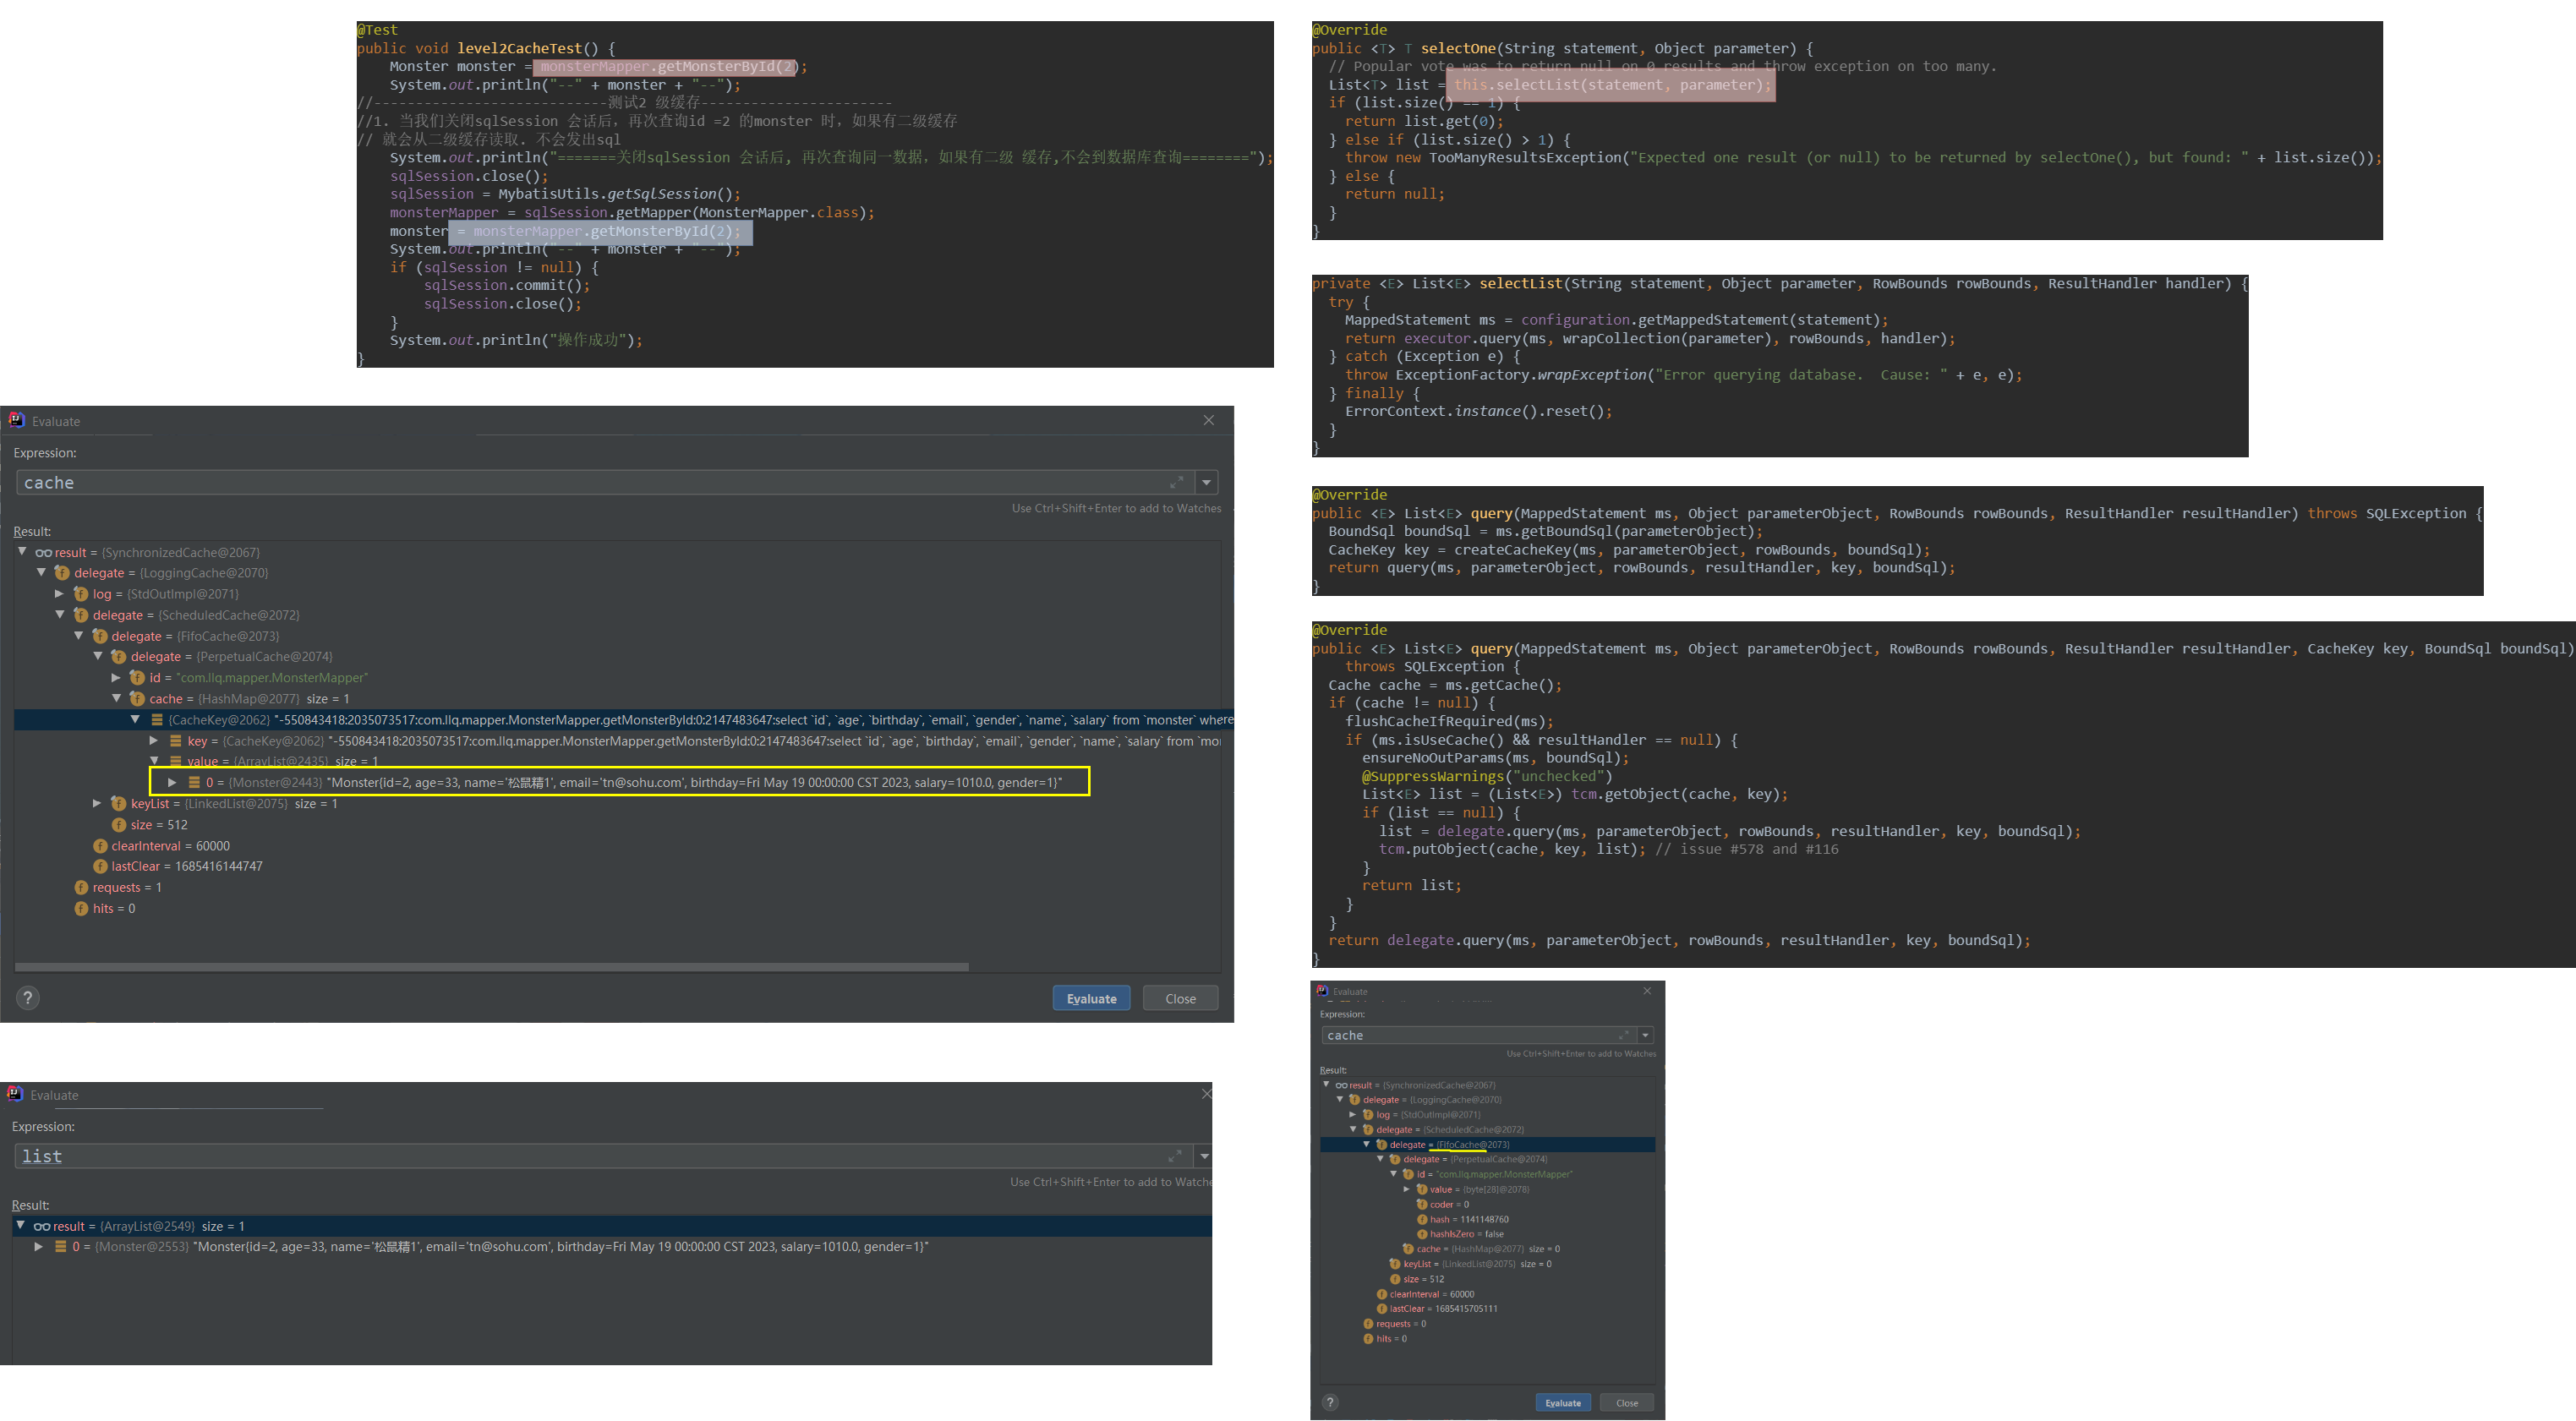 @Test
public void level2CacheTest() {
Monster monster = monsterMapper.getMonsterById(2);
System.out.println("--" + monster + "--");
//----------------------------测试2 级缓存-----------------------
//1. 当我们关闭sqlSession 会话后，再次查询id =2 的monster 时，如果有二级缓存
// 就会从二级缓存读取. 不会发出sql
System.out.println("=======关闭sqlSession 会话后, 再次查询同一数据，如果有二级 缓存,不会到数据库查询========");
sqlSession.close();
sqlSession = MybatisUtils.getSqlSession();
monsterMapper = sqlSession.getMapper(MonsterMapper.class);
monster = monsterMapper.getMonsterById(2);
System.out.println("--" + monster + "--");
if (sqlSession != null) {
sqlSession.commit();
sqlSession.close();
}
System.out.println("操作成功");
}
Evaluate
Expression:
cache
Use Ctrl+Shift+Enter to add to Watches
Result:
result = {SynchronizedCache@2067}
delegate = {LoggingCache@2070}
log = {StdOutImpl@2071}
delegate = {ScheduledCache@2072}
delegate = {FifoCache@2073}
delegate = {PerpetualCache@2074}
id = "com.llq.mapper.MonsterMapper"
cache = {HashMap@2077} size = 1
{CacheKey@2062} "-550843418:2035073517:com.llq.mapper.MonsterMapper.getMonsterById:0:2147483647:select `id`, `age`, `birthday`, `email`, `gender`, `name`, `salary` from `monster` where
key = {CacheKey@2062} "-550843418:2035073517:com.llq.mapper.MonsterMapper.getMonsterById:0:2147483647:select `id`, `age`, `birthday`, `email`, `gender`, `name`, `salary` from `mo
value = {ArrayList@2435} size = 1
0 = {Monster@2443} "Monster{id=2, age=33, name='松鼠精1', email='tn@sohu.com', birthday=Fri May 19 00:00:00 CST 2023, salary=1010.0, gender=1}"
keyList = {LinkedList@2075} size = 1
size = 512
clearInterval = 60000
lastClear = 1685416144747
requests = 1
hits = 0
?
Evaluate
Close
Evaluate
Expression:
list
Use Ctrl+Shift+Enter to add to Watche
Result:
result = {ArrayList@2549} size = 1
0 = {Monster@2553} "Monster{id=2, age=33, name='松鼠精1', email='tn@sohu.com', birthday=Fri May 19 00:00:00 CST 2023, salary=1010.0, gender=1}"
@Override
public <T> T selectOne(String statement, Object parameter) {
// Popular vote was to return null on 0 results and throw exception on too many.
List<T> list = this.selectList(statement, parameter);
if (list.size() == 1) {
return list.get(0);
} else if (list.size() > 1) {
throw new TooManyResultsException("Expected one result (or null) to be returned by selectOne(), but found: " + list.size());
} else {
return null;
}
}
private <E> List<E> selectList(String statement, Object parameter, RowBounds rowBounds, ResultHandler handler) {
try {
MappedStatement ms = configuration.getMappedStatement(statement);
return executor.query(ms, wrapCollection(parameter), rowBounds, handler);
} catch (Exception e) {
throw ExceptionFactory.wrapException("Error querying database.  Cause: " + e, e);
} finally {
ErrorContext.instance().reset();
}
}
@Override
public <E> List<E> query(MappedStatement ms, Object parameterObject, RowBounds rowBounds, ResultHandler resultHandler) throws SQLException {
BoundSql boundSql = ms.getBoundSql(parameterObject);
CacheKey key = createCacheKey(ms, parameterObject, rowBounds, boundSql);
return query(ms, parameterObject, rowBounds, resultHandler, key, boundSql);
}
@Override
public <E> List<E> query(MappedStatement ms, Object parameterObject, RowBounds rowBounds, ResultHandler resultHandler, CacheKey key, BoundSql boundSql)
throws SQLException {
Cache cache = ms.getCache();
if (cache != null) {
flushCacheIfRequired(ms);
if (ms.isUseCache() && resultHandler == null) {
ensureNoOutParams(ms, boundSql);
@SuppressWarnings("unchecked")
List<E> list = (List<E>) tcm.getObject(cache, key);
if (list == null) {
list = delegate.query(ms, parameterObject, rowBounds, resultHandler, key, boundSql);
tcm.putObject(cache, key, list); // issue #578 and #116
}
return list;
}
}
return delegate.query(ms, parameterObject, rowBounds, resultHandler, key, boundSql);
}
Evaluate
Expression:
cache
Use Ctrl+Shift+Enter to add to Watches
Result:
result = {SynchronizedCache@2067}
delegate = {LoggingCache@2070}
log = {StdOutImpl@2071}
delegate = {ScheduledCache@2072}
delegate = {FifoCache@2073}
delegate = {PerpetualCache@2074}
id = "com.llq.mapper.MonsterMapper"
value = {byte[28]@2078}
coder = 0
hash = 1141148760
hashIsZero = false
cache = {HashMap@2077} size = 0
keyList = {LinkedList@2075} size = 0
size = 512
clearInterval = 60000
lastClear = 1685415705111
requests = 0
hits = 0
?
Evaluate
Close